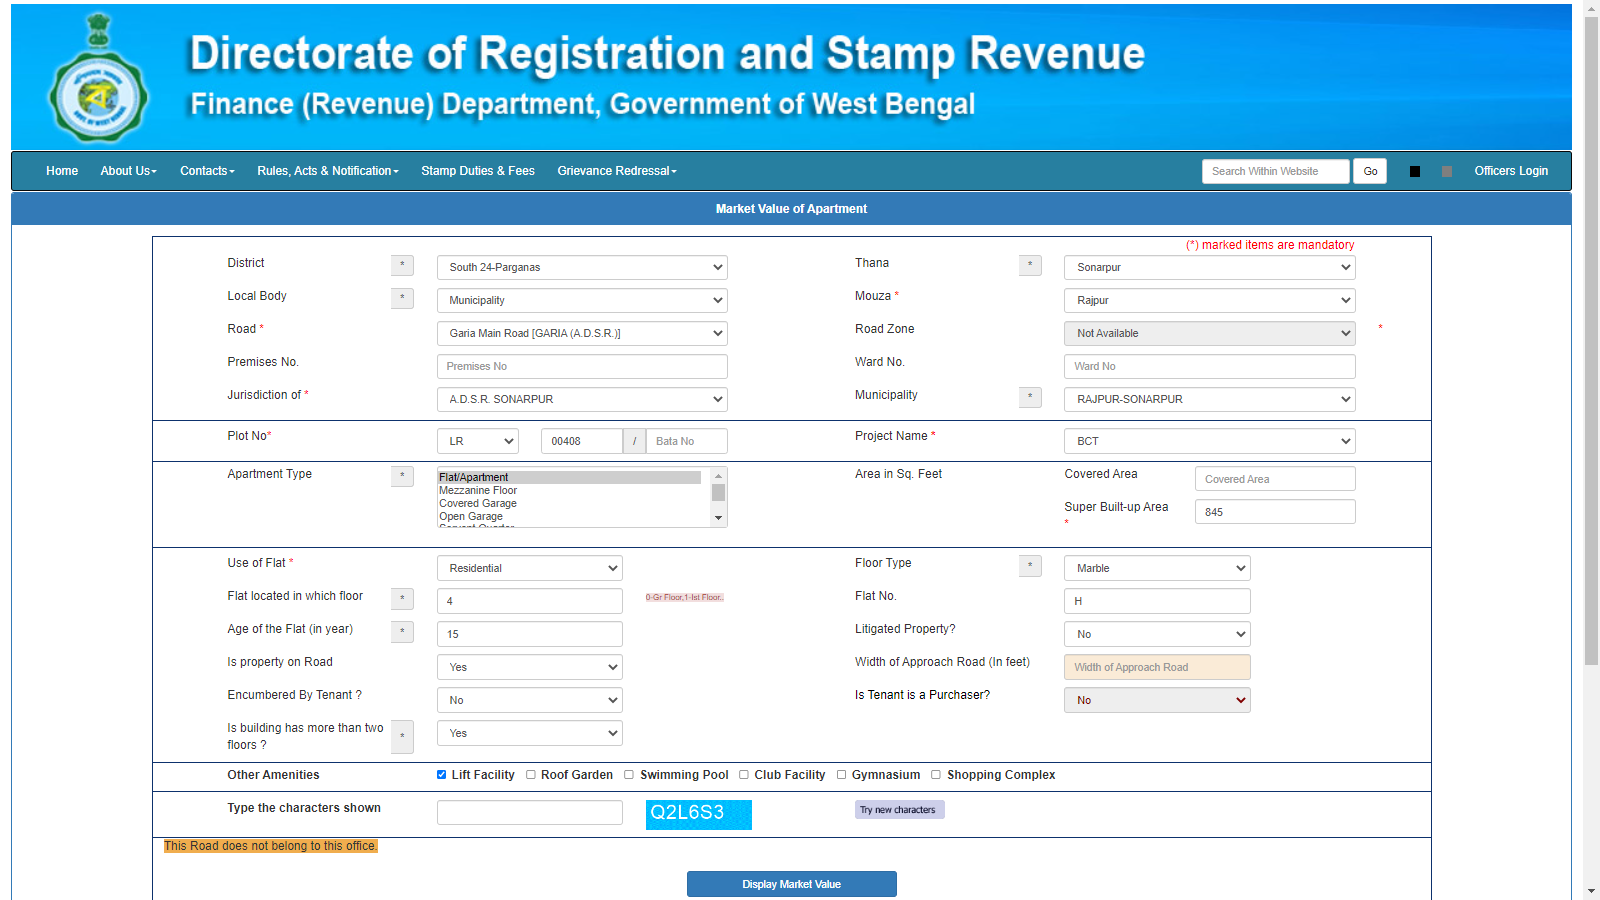 Directorate of Registration and Stamp Revenue
Finance (Revenue) Department, Government of West Bengal
Home About Us Contacts Rules, Acts & Notification Stamp Duties & Fees Grievance Redressal Search Within Website Go Officers Login
Market Value of Apartment
(*) marked items are mandatory
District * South 24-Parganas Thana * Sonarpur
Local Body * Municipality Mouza * Rajpur
Road * Garia Main Road [GARIA (A.D.S.R.)] Road Zone Not Available *
Premises No. Premises No Ward No. Ward No
Jurisdiction of * A.D.S.R. SONARPUR Municipality * RAJPUR-SONARPUR
Plot No* LR 00408 / Bata No Project Name * BCT
Apartment Type * Flat/Apartment Area in Sq. Feet Covered Area Covered Area
Mezzanine Floor
Covered Garage Super Built-up Area 845
Open Garage *
Servant Quarter
Use of Flat * Residential Floor Type * Marble
Flat located in which floor * 4 0-Gr Floor,1-Ist Floor.. Flat No. H
Age of the Flat (in year) * 15 Litigated Property? No
Is property on Road Yes Width of Approach Road (In feet) Width of Approach Road
Encumbered By Tenant ? No Is Tenant is a Purchaser? No
Is building has more than two * Yes
floors ?
Other Amenities Lift Facility Roof Garden Swimming Pool Club Facility Gymnasium Shopping Complex
Type the characters shown Q2L6S3 Try new characters
This Road does not belong to this office.
Display Market Value